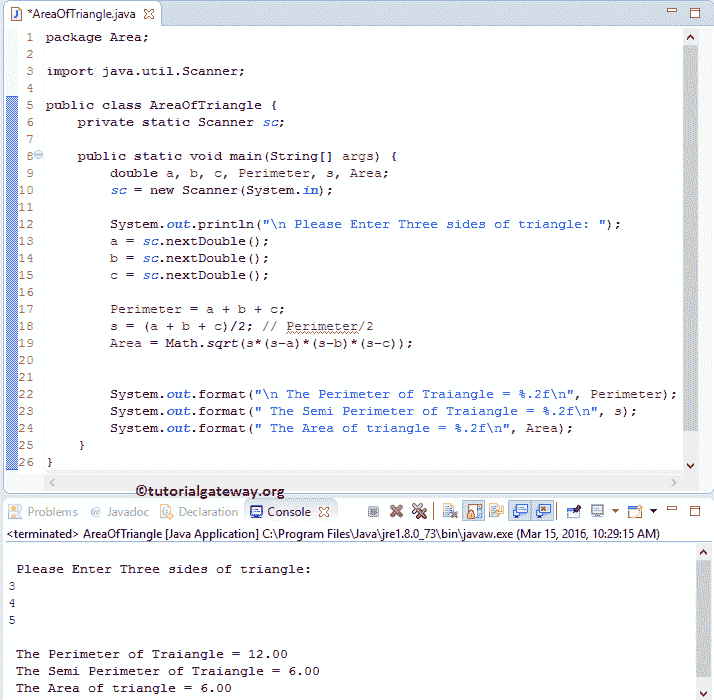 *AreaOfTriangle.java
1 package Area;
2
3 import java.util.Scanner;
4
5 public class AreaOfTriangle {
6     private static Scanner sc;
7
8     public static void main(String[] args) {
9         double a, b, c, Perimeter, s, Area;
10         sc = new Scanner(System.in);
11
12         System.out.println("\n Please Enter Three sides of triangle: ");
13         a = sc.nextDouble();
14         b = sc.nextDouble();
15         c = sc.nextDouble();
16
17         Perimeter = a + b + c;
18         s = (a + b + c)/2; // Perimeter/2
19         Area = Math.sqrt(s*(s-a)*(s-b)*(s-c));
20
21
22         System.out.format("\n The Perimeter of Traiangle = %.2f\n", Perimeter);
23         System.out.format(" The Semi Perimeter of Traiangle = %.2f\n", s);
24         System.out.format(" The Area of triangle = %.2f\n", Area);
25     }
26 }
©tutorialgateway.org
Problems @ Javadoc Declaration Console
<terminated> AreaOfTriangle [Java Application] C:\Program Files\Java\jre1.8.0_73\bin\javaw.exe (Mar 15, 2016, 10:29:15 AM)
Please Enter Three sides of triangle:
3
4
5
The Perimeter of Traiangle = 12.00
The Semi Perimeter of Traiangle = 6.00
The Area of triangle = 6.00